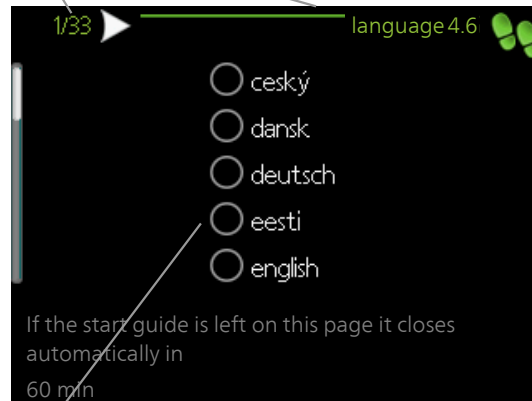 1/33 language 4.6
ceský
dansk
deutsch
eesti
english
If the start guide is left on this page it closes
automatically in
60 min